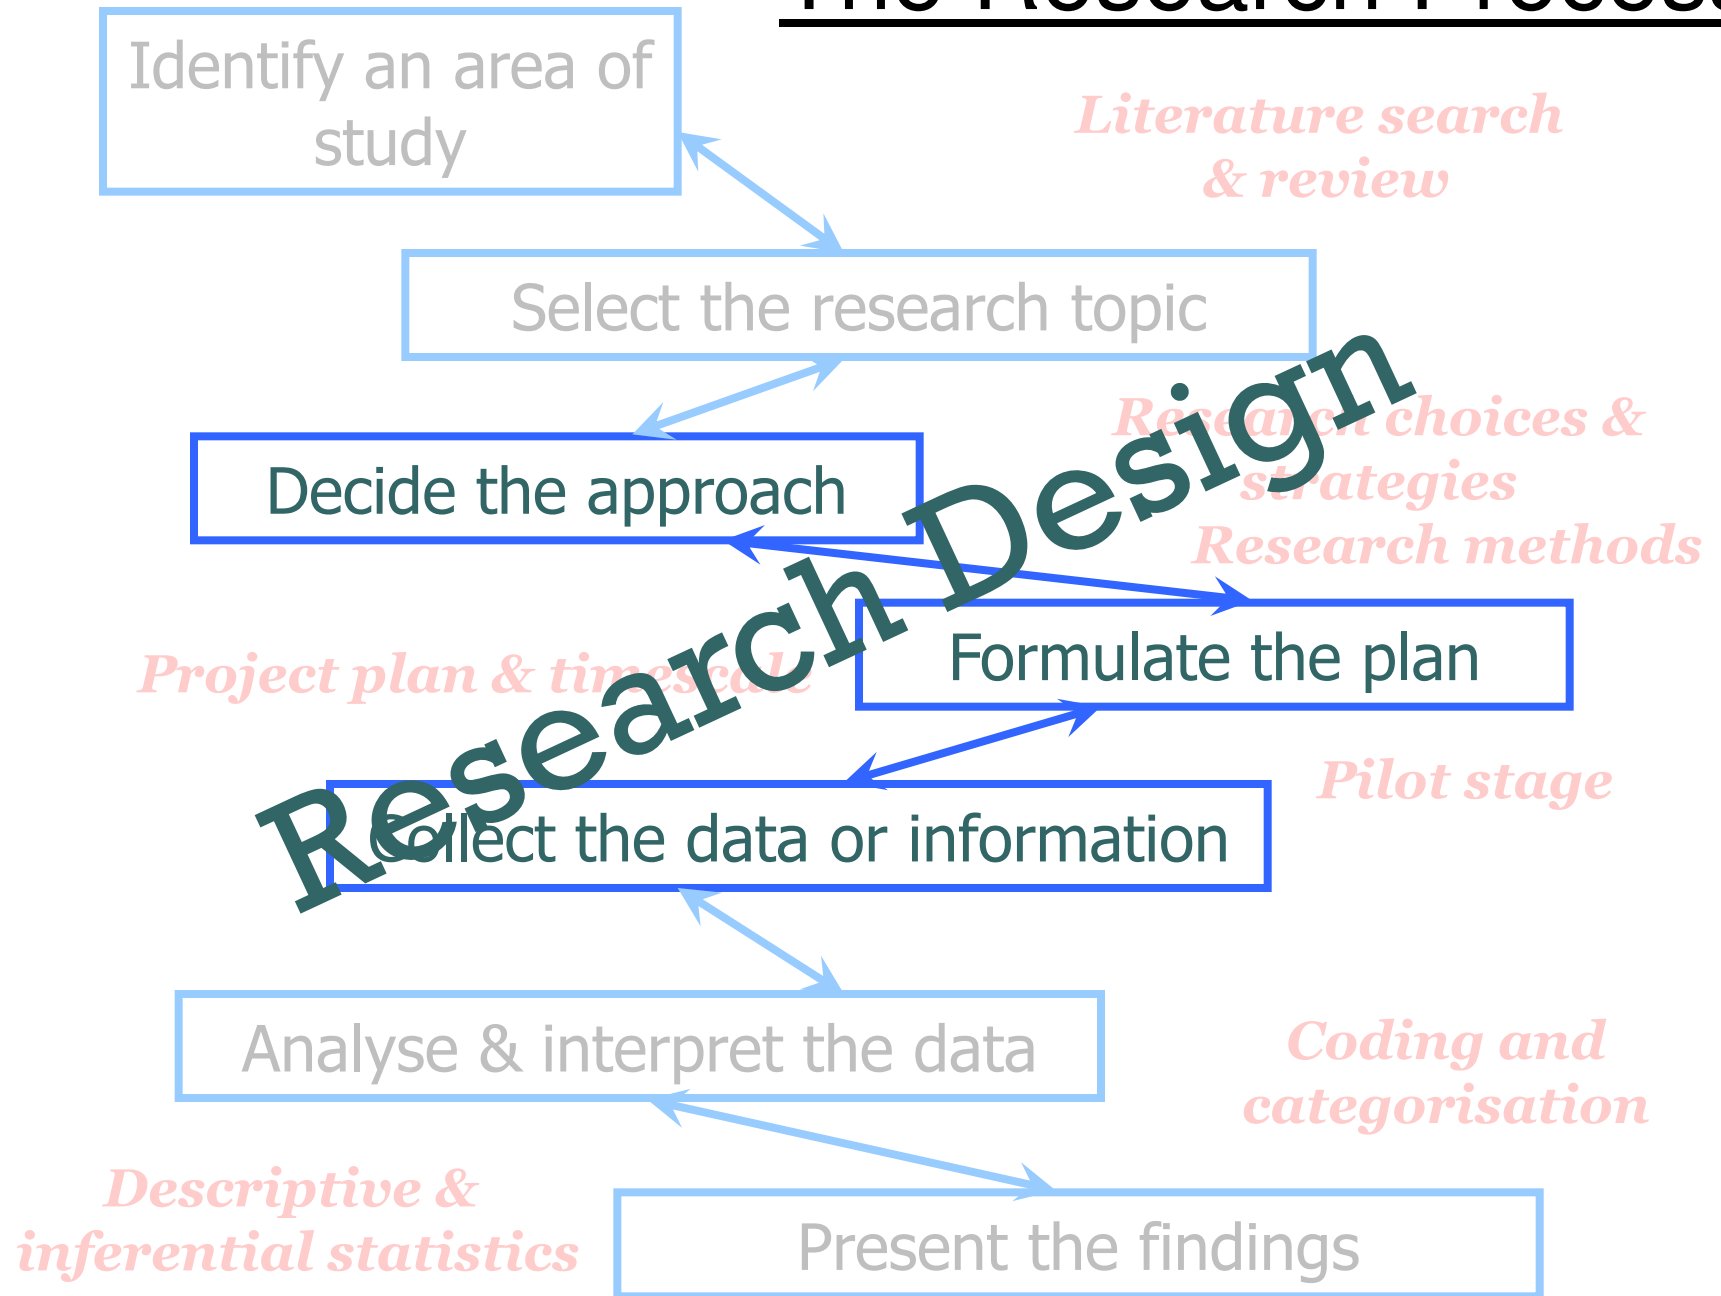 The Research Process
Identify an area of
study
Literature search
& review
Select the research topic
Research choices &
strategies
Research methods
Decide the approach
Research Design
Formulate the plan
Project plan & timescale
Pilot stage
Collect the data or information
Analyse & interpret the data
Coding and
categorisation
Descriptive &
inferential statistics
Present the findings